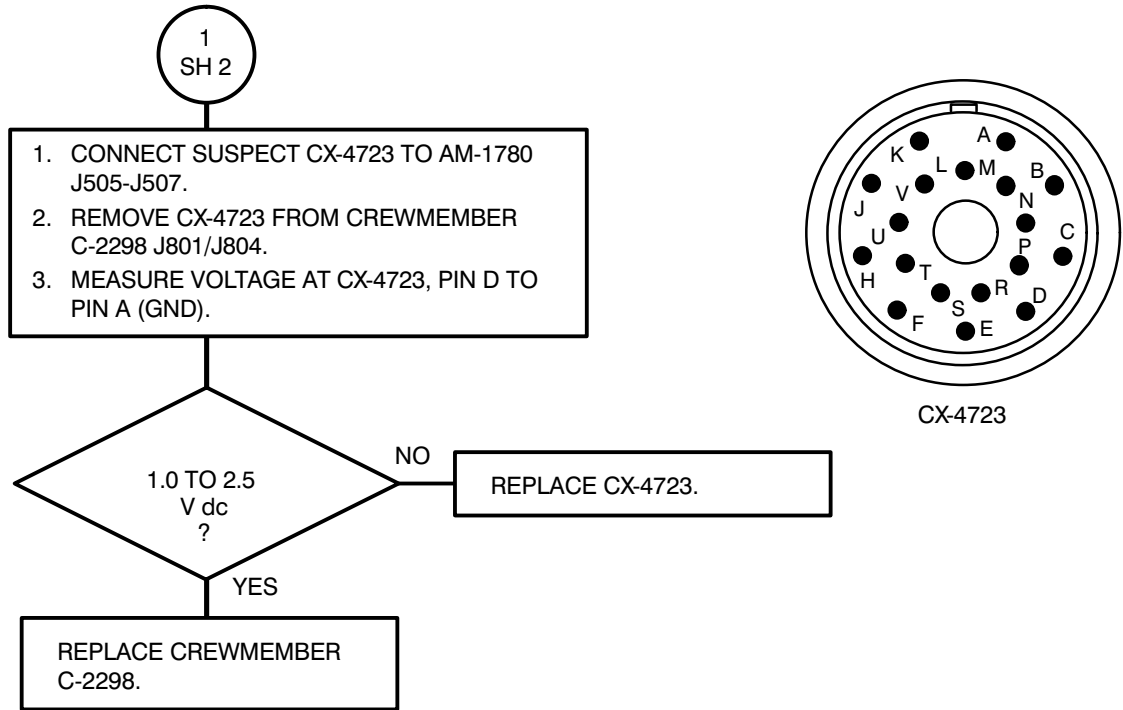 1
SH 2
1. CONNECT SUSPECT CX-4723 TO AM-1780
J505-J507.
2. REMOVE CX-4723 FROM CREWMEMBER
C-2298 J801/J804.
3. MEASURE VOLTAGE AT CX-4723, PIN D TO
PIN A (GND).
1.0 TO 2.5
V dc
?
NO
REPLACE CX-4723.
YES
REPLACE CREWMEMBER
C-2298.
K
A
L
M
B
J
V
N
U
P
C
H
T
R
D
F
S
E
CX-4723